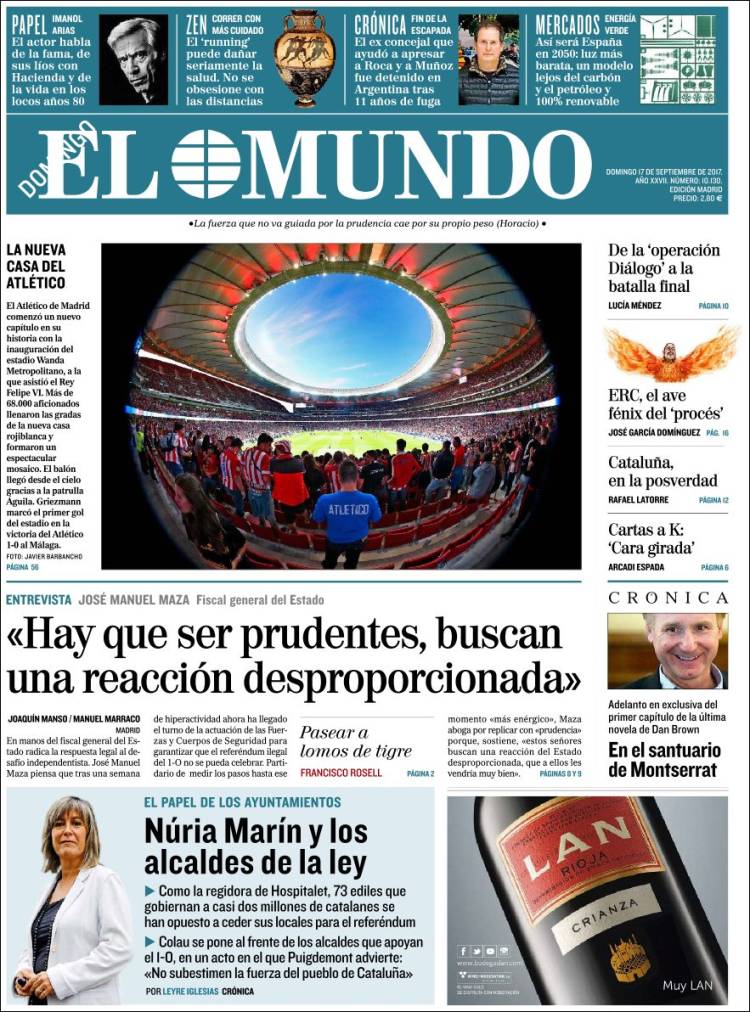 PAPEL IMANOL ARIAS
El actor habla
de la fama, de
sus líos con
Hacienda y de
la vida en los
locos años 80
ZEN CORRER CON MÁS CUIDADO
El 'running'
puede dañar
seriamente la
salud. No se
obsesione con
las distancias
CRÓNICA FIN DE LA ESCAPADA
El ex concejal que
ayudó a apresar
a Roca y a Muñoz
fue detenido en
Argentina tras
11 años de fuga
MERCADOS ENERGÍA VERDE
Así será España
en 2050: luz más
barata, un modelo
lejos del carbón
y el petróleo y
100% renovable
DOMINGO
EL MUNDO
DOMINGO 17 DE SEPTIEMBRE DE 2017.
AÑO XXVII. NÚMERO: 10.130.
EDICIÓN MADRID
PRECIO: 2,80 €
•La fuerza que no va guiada por la prudencia cae por su propio peso (Horacio) •
LA NUEVA
CASA DEL
ATLÉTICO
El Atlético de Madrid
comenzó un nuevo
capítulo en su
historia con la
inauguración del
estadio Wanda
Metropolitano, a la
que asistió el Rey
Felipe VI. Más de
68.000 aficionados
llenaron las gradas
de la nueva casa
rojiblanca y
formaron un
espectacular
mosaico. El balón
llegó desde el cielo
gracias a la patrulla
Águila. Griezmann
marcó el primer gol
del estadio en la
victoria del Atlético
1-0 al Málaga.
FOTO: JAVIER BARBANCHO
PÁGINA 56
ATLETICO
De la 'operación
Diálogo' a la
batalla final
LUCÍA MÉNDEZ PÁGINA 10
ERC, el ave
fénix del 'procés'
JOSÉ GARCÍA DOMÍNGUEZ PÁG. 16
Cataluña,
en la posverdad
RAFAEL LATORRE PÁGINA 12
Cartas a K:
'Cara girada'
ARCADI ESPADA PÁGINA 6
CRÓNICA
Adelanto en exclusiva del
primer capítulo de la última
novela de Dan Brown
En el santuario
de Montserrat
ENTREVISTA JOSÉ MANUEL MAZA Fiscal general del Estado
«Hay que ser prudentes, buscan
una reacción desproporcionada»
JOAQUÍN MANSO / MANUEL MARRACO
MADRID
En manos del fiscal general del Es-
tado radica la respuesta legal al de-
safío independentista. José Manuel
Maza piensa que tras una semana
de hiperactividad ahora ha llegado
el turno de la actuación de las Fuer-
zas y Cuerpos de Seguridad para
garantizar que el referéndum ilegal
del 1-O no se pueda celebrar. Parti-
dario de medir los pasos hasta ese
Pasear a
lomos de tigre
FRANCISCO ROSELL PÁGINA 2
momento «más enérgico», Maza
aboga por replicar con «prudencia»
porque, sostiene, «estos señores
buscan una reacción del Estado
desproporcionada, que a ellos les
vendría muy bien». PÁGINAS 8 Y 9
EL PAPEL DE LOS AYUNTAMIENTOS
Núria Marín y los
alcaldes de la ley
▶ Como la regidora de Hospitalet, 73 ediles que
gobiernan a casi dos millones de catalanes se
han opuesto a ceder sus locales para el referéndum
▶ Colau se pone al frente de los alcaldes que apoyan
el 1-O, en un acto en el que Puigdemont advierte:
«No subestimen la fuerza del pueblo de Cataluña»
POR LEYRE IGLESIAS CRÓNICA
LAN
RIOJA
CRIANZA
www.bodegaslan.com
Muy LAN